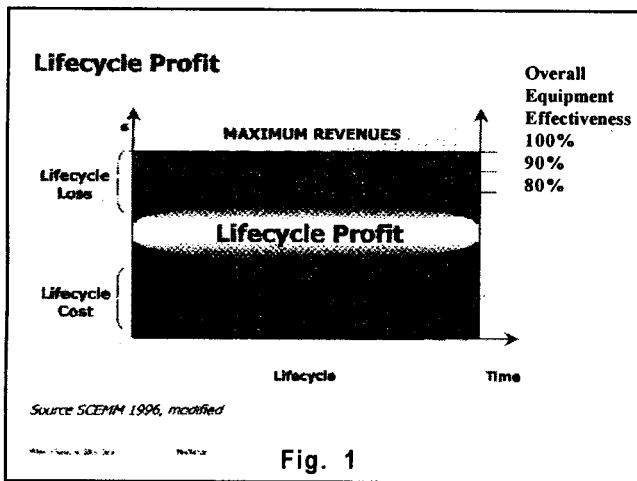 Lifecycle Profit
Overall
Equipment
Effectiveness
100%
90%
80%
MAXIMUM REVENUES
Lifecycle
Loss
Lifecycle Profit
Lifecycle
Cost
Lifecycle
Time
Source SCEMM 1996, modified
Fig. 1